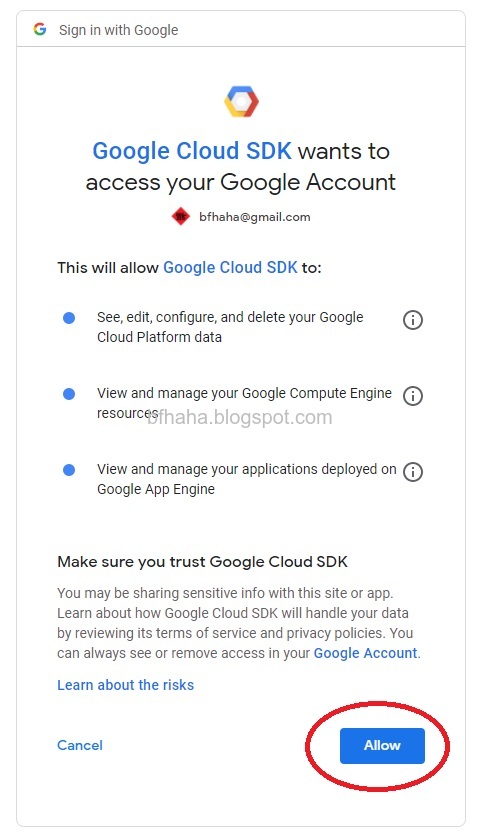 Sign in with Google
Google Cloud SDK wants to
access your Google Account
bfhaha@gmail.com
This will allow Google Cloud SDK to:
See, edit, configure, and delete your Google
Cloud Platform data
View and manage your Google Compute Engine
resources
bfhaha.blogspot.com
View and manage your applications deployed on
Google App Engine
Make sure you trust Google Cloud SDK
You may be sharing sensitive info with this site or app.
Learn about how Google Cloud SDK will handle your data
by reviewing its terms of service and privacy policies. You
can always see or remove access in your Google Account.
Learn about the risks
Cancel
Allow